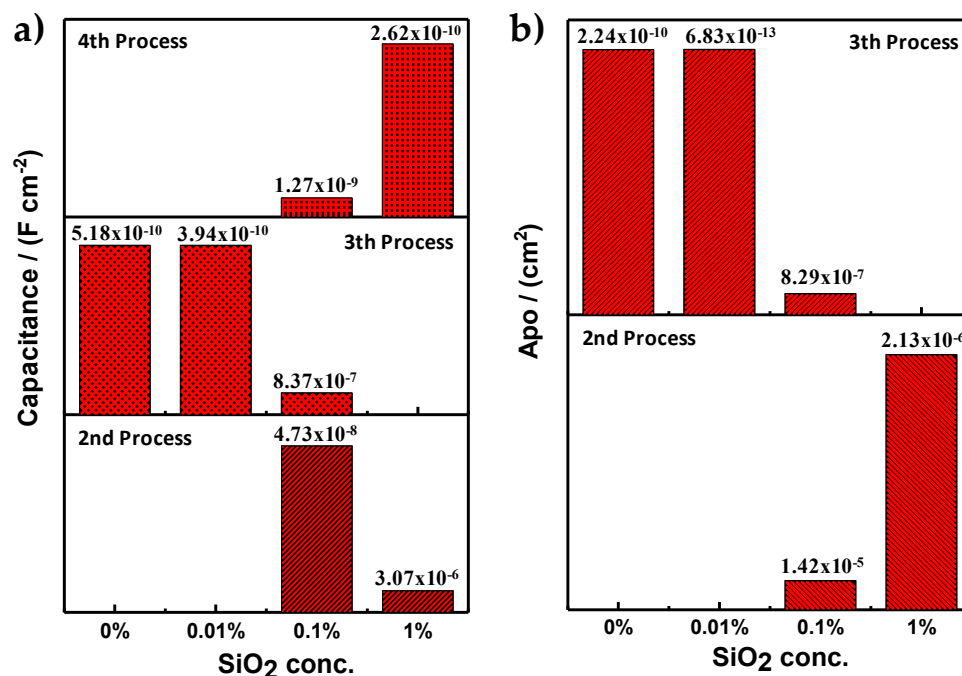 a)
4th Process
2.62x10⁻¹⁰
1.27x10⁻⁹
5.18x10⁻¹⁰
3.94x10⁻¹⁰
3th Process
8.37x10⁻⁷
2nd Process
4.73x10⁻⁸
3.07x10⁻⁶
Capacitance / (F cm⁻²)
0% 0.01% 0.1% 1%
SiO₂ conc.
b)
2.24x10⁻¹⁰
6.83x10⁻¹³
3th Process
8.29x10⁻⁷
2nd Process
2.13x10⁻⁶
1.42x10⁻⁵
Apo / (cm²)
0% 0.01% 0.1% 1%
SiO₂ conc.